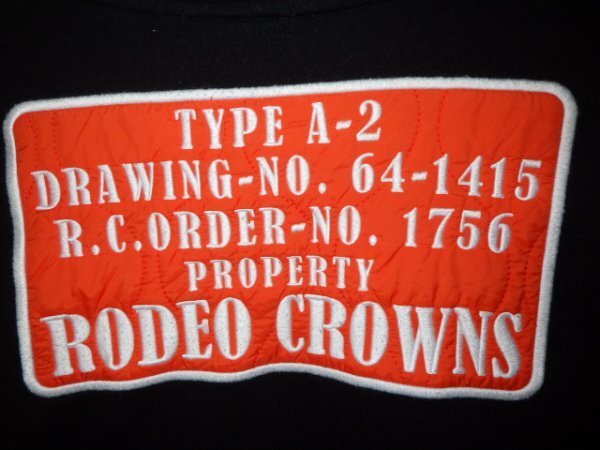 TYPE A-2
DRAWING-NO. 64-1415
R.C.ORDER-NO. 1756
PROPERTY
RODEO CROWNS